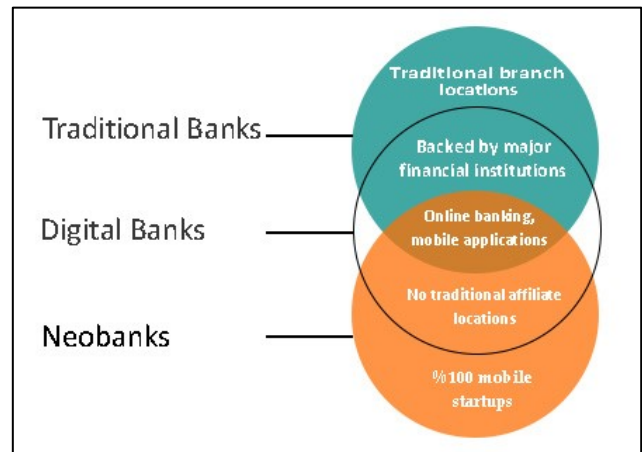 Traditional branch
locations
Traditional Banks
Backed by major
financial institutions
Online banking,
mobile applications
Digital Banks
No traditional affiliate
locations
Neobanks
%100 mobile
startups